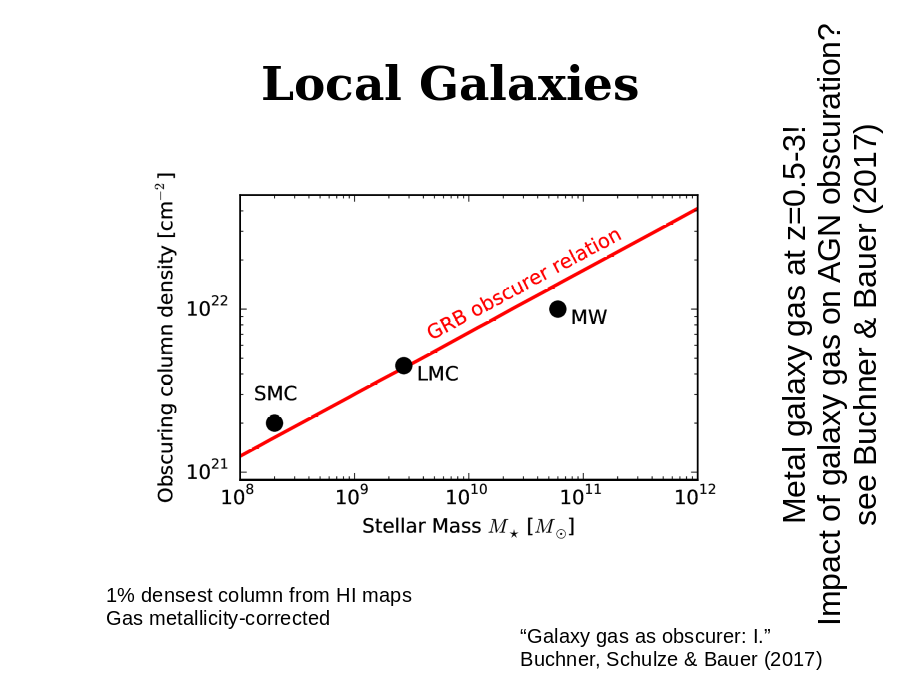 Local Galaxies
Obscuring column density [cm⁻²]
10²²
10²¹
GRB obscurer relation
SMC
LMC
MW
10⁸ 10⁹ 10¹⁰ 10¹¹ 10¹²
Stellar Mass M⋆ [M⊙]
1% densest column from HI maps
Gas metallicity-corrected
“Galaxy gas as obscurer: I.”
Buchner, Schulze & Bauer (2017)
Metal galaxy gas at z=0.5-3!
Impact of galaxy gas on AGN obscuration?
see Buchner & Bauer (2017)